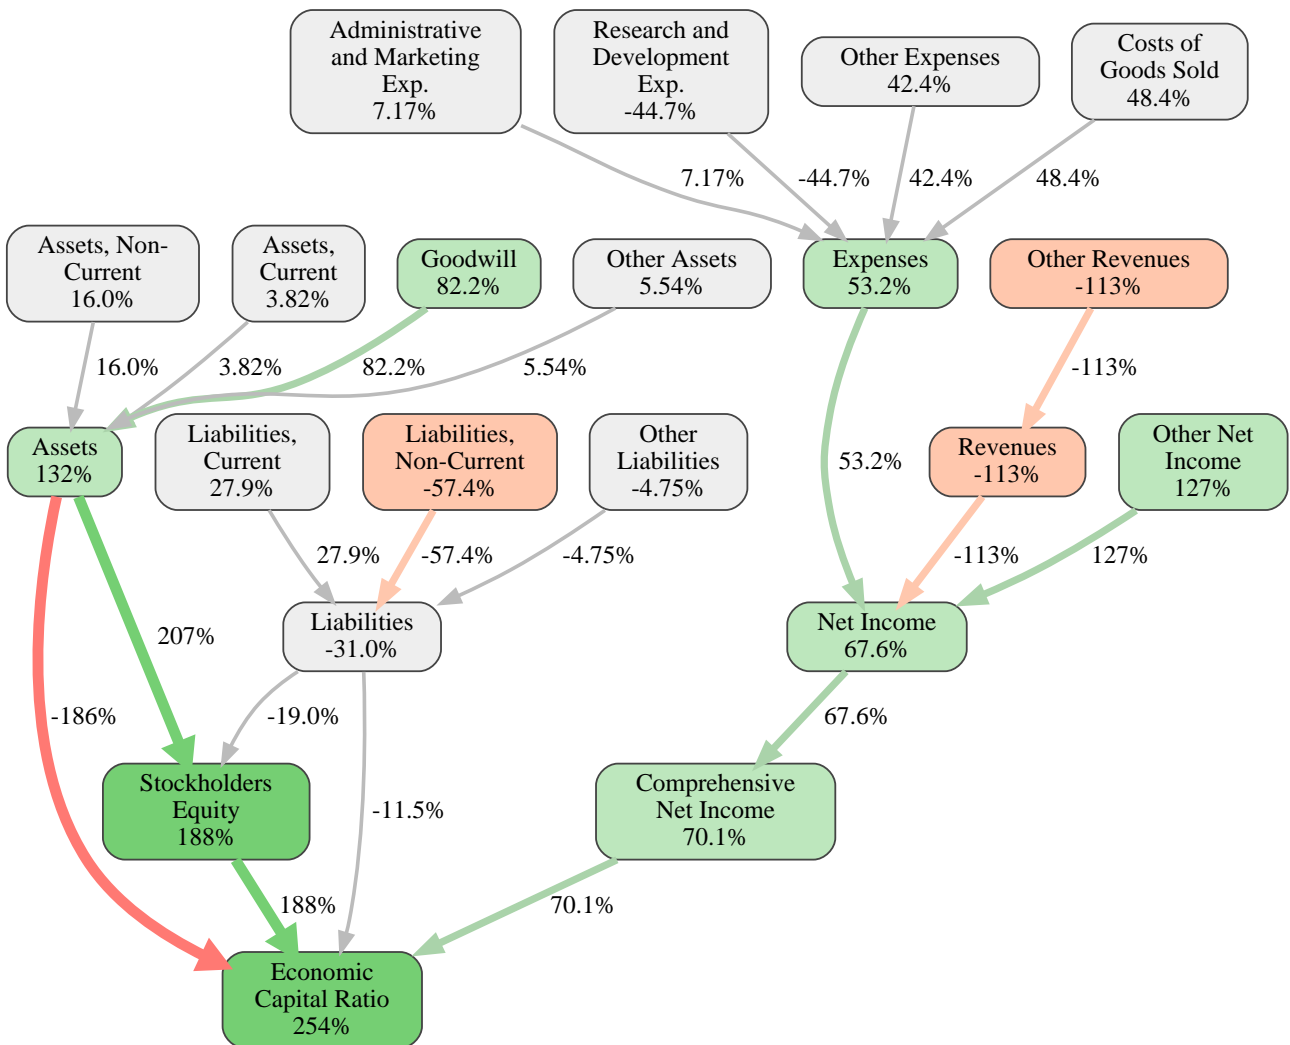 Administrative
and Marketing
Exp.
7.17%
Research and
Development
Exp.
-44.7%
Other Expenses
42.4%
Costs of
Goods Sold
48.4%
7.17%
-44.7%
42.4%
48.4%
Assets, Non-
Current
16.0%
Assets,
Current
3.82%
Goodwill
82.2%
Other Assets
5.54%
Expenses
53.2%
Other Revenues
-113%
16.0%
3.82%
82.2%
5.54%
-113%
Assets
132%
Liabilities,
Current
27.9%
Liabilities,
Non-Current
-57.4%
Other
Liabilities
-4.75%
53.2%
Revenues
-113%
Other Net
Income
127%
27.9%
-57.4%
-4.75%
-113%
127%
207%
Liabilities
-31.0%
Net Income
67.6%
-186%
-19.0%
67.6%
Stockholders
Equity
188%
-11.5%
Comprehensive
Net Income
70.1%
188%
70.1%
Economic
Capital Ratio
254%